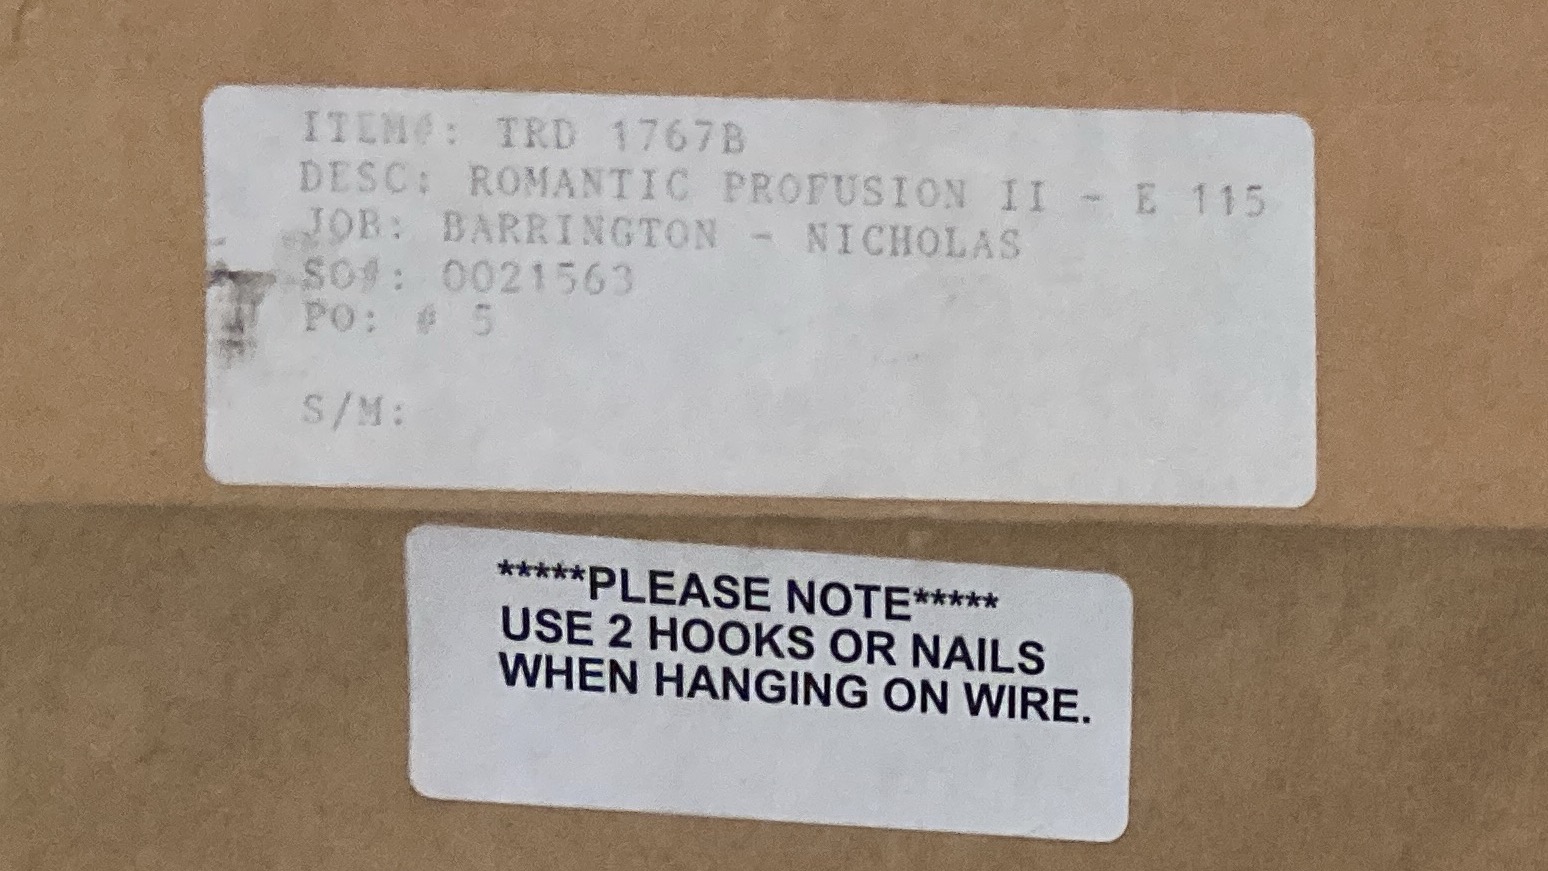 ITEM#: TRD 1767B
DESC: ROMANTIC PROFUSION II - E 115
JOB: BARRINGTON - NICHOLAS
SO#: 0021563
PO: # 5
S/M:
*****PLEASE NOTE*****
USE 2 HOOKS OR NAILS
WHEN HANGING ON WIRE.